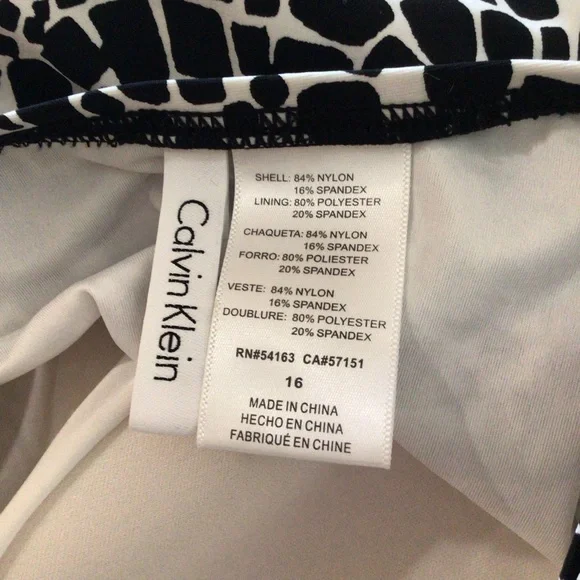 Calvin Klein
SHELL: 84% NYLON
16% SPANDEX
LINING: 80% POLYESTER
20% SPANDEX
CHAQUETA: 84% NYLON
16% SPANDEX
FORRO: 80% POLIESTER
20% SPANDEX
VESTE: 84% NYLON
16% SPANDEX
DOUBLURE: 80% POLYESTER
20% SPANDEX
RN#54163 CA#57151
16
MADE IN CHINA
HECHO EN CHINA
FABRIQUÉ EN CHINE